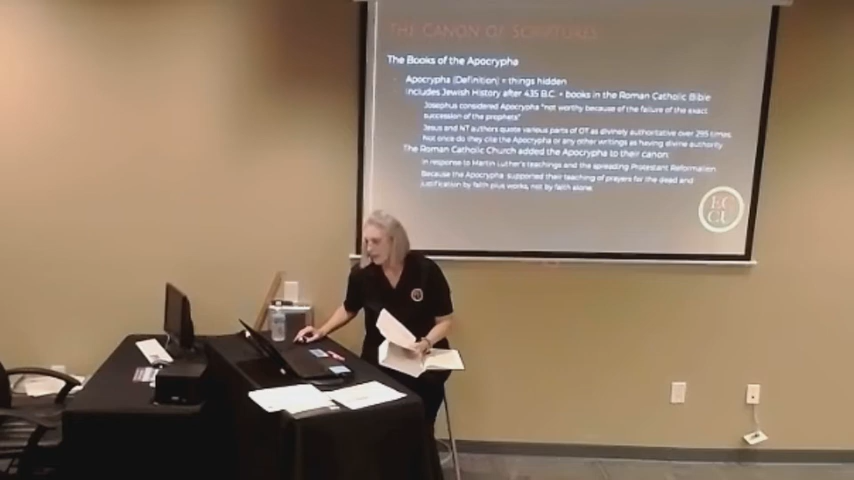 THE CANON OF SCRIPTURES
The Books of the Apocrypha
Apocrypha (Definition) = things hidden
Includes Jewish History after 435 B.C. = books in the Roman Catholic Bible
Josephus considered Apocrypha "not worthy because of the failure of the exact
succession of the prophets"
Jesus and NT authors quote various parts of OT as divinely authoritative over 295 times.
Not once do they cite the Apocrypha or any other writings as having divine authority.
The Roman Catholic Church added the Apocrypha to their canon:
in response to Martin Luther's teachings and the spreading Protestant Reformation
Because the Apocrypha supported their teaching of prayers for the dead and
justification by faith plus works, not by faith alone
EC
CU